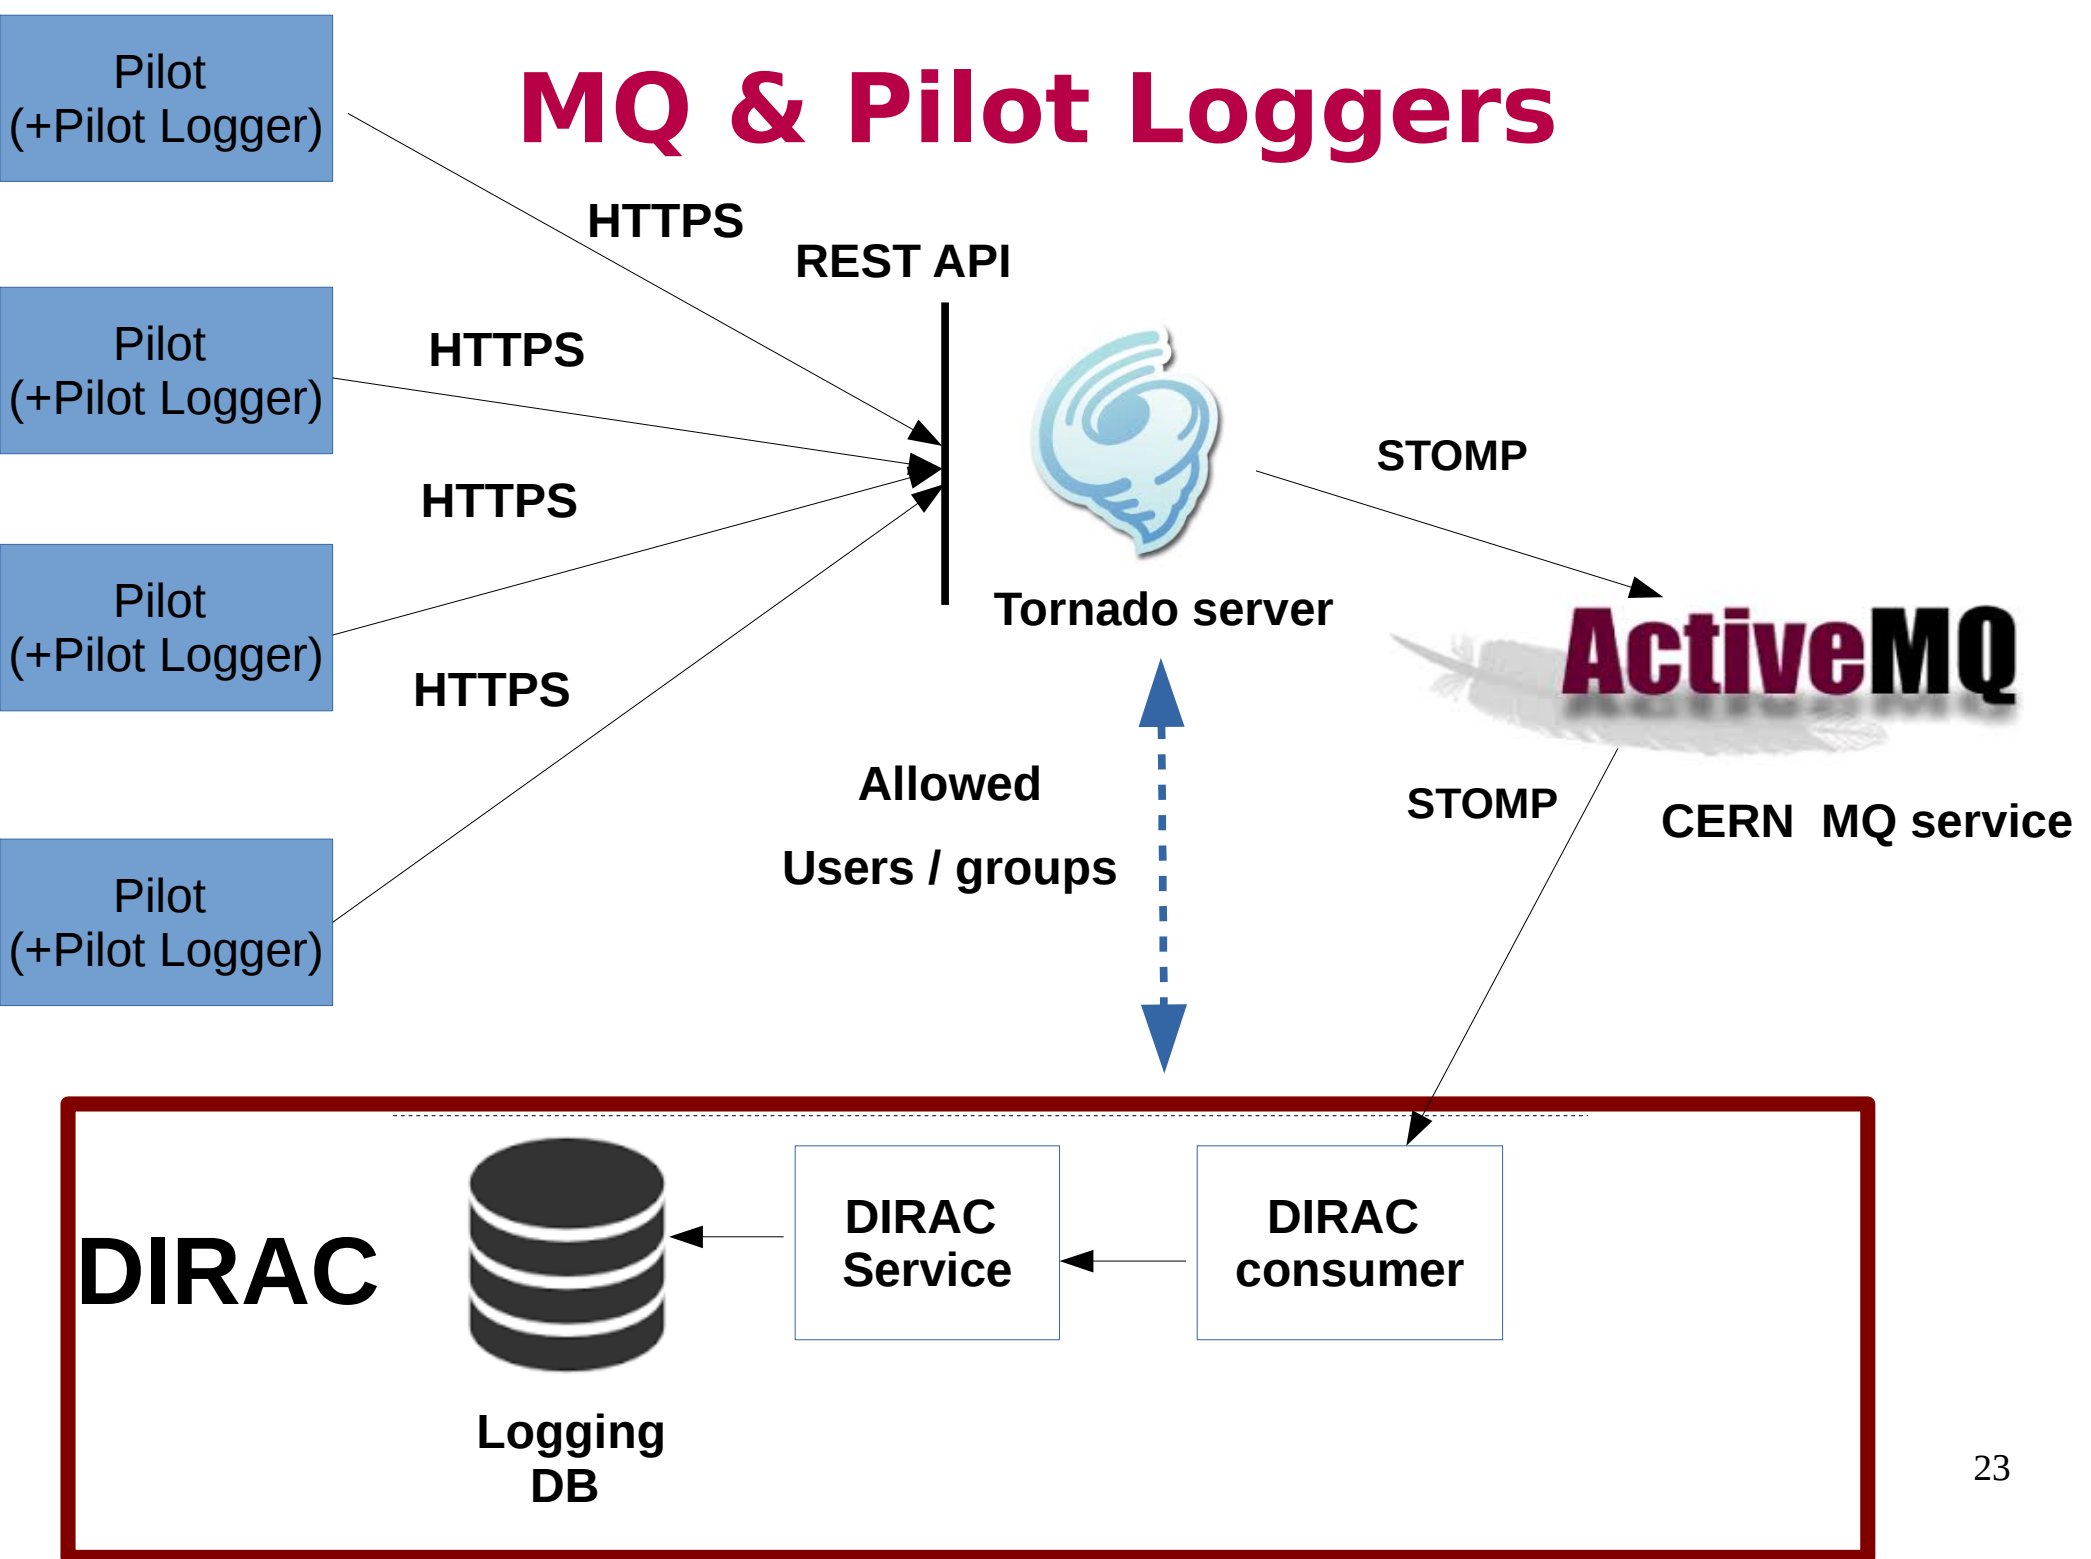 MQ & Pilot Loggers
Pilot
(+Pilot Logger)
HTTPS
REST API
Pilot
(+Pilot Logger)
HTTPS
STOMP
HTTPS
Pilot
(+Pilot Logger)
Tornado server
ActiveMQ
HTTPS
Allowed
Users / groups
STOMP
CERN  MQ service
Pilot
(+Pilot Logger)
DIRAC
DIRAC
Service
DIRAC
consumer
Logging
DB
23